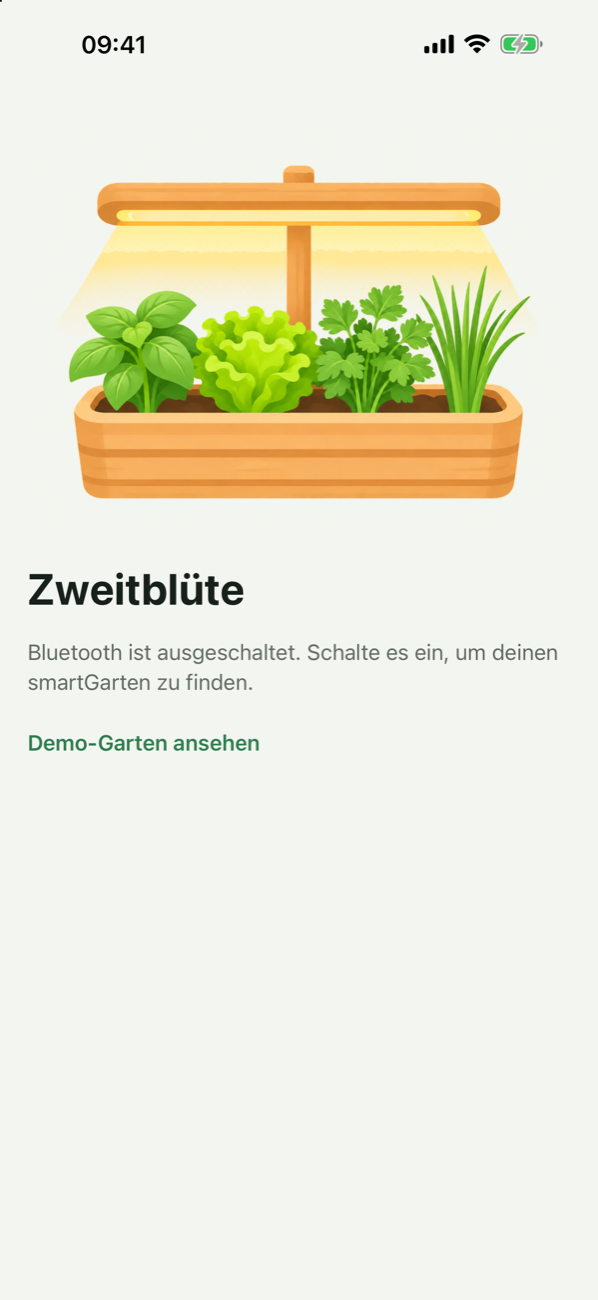 09:41
Zweitblüte
Bluetooth ist ausgeschaltet. Schalte es ein, um deinen
smartGarten zu finden.
Demo-Garten ansehen